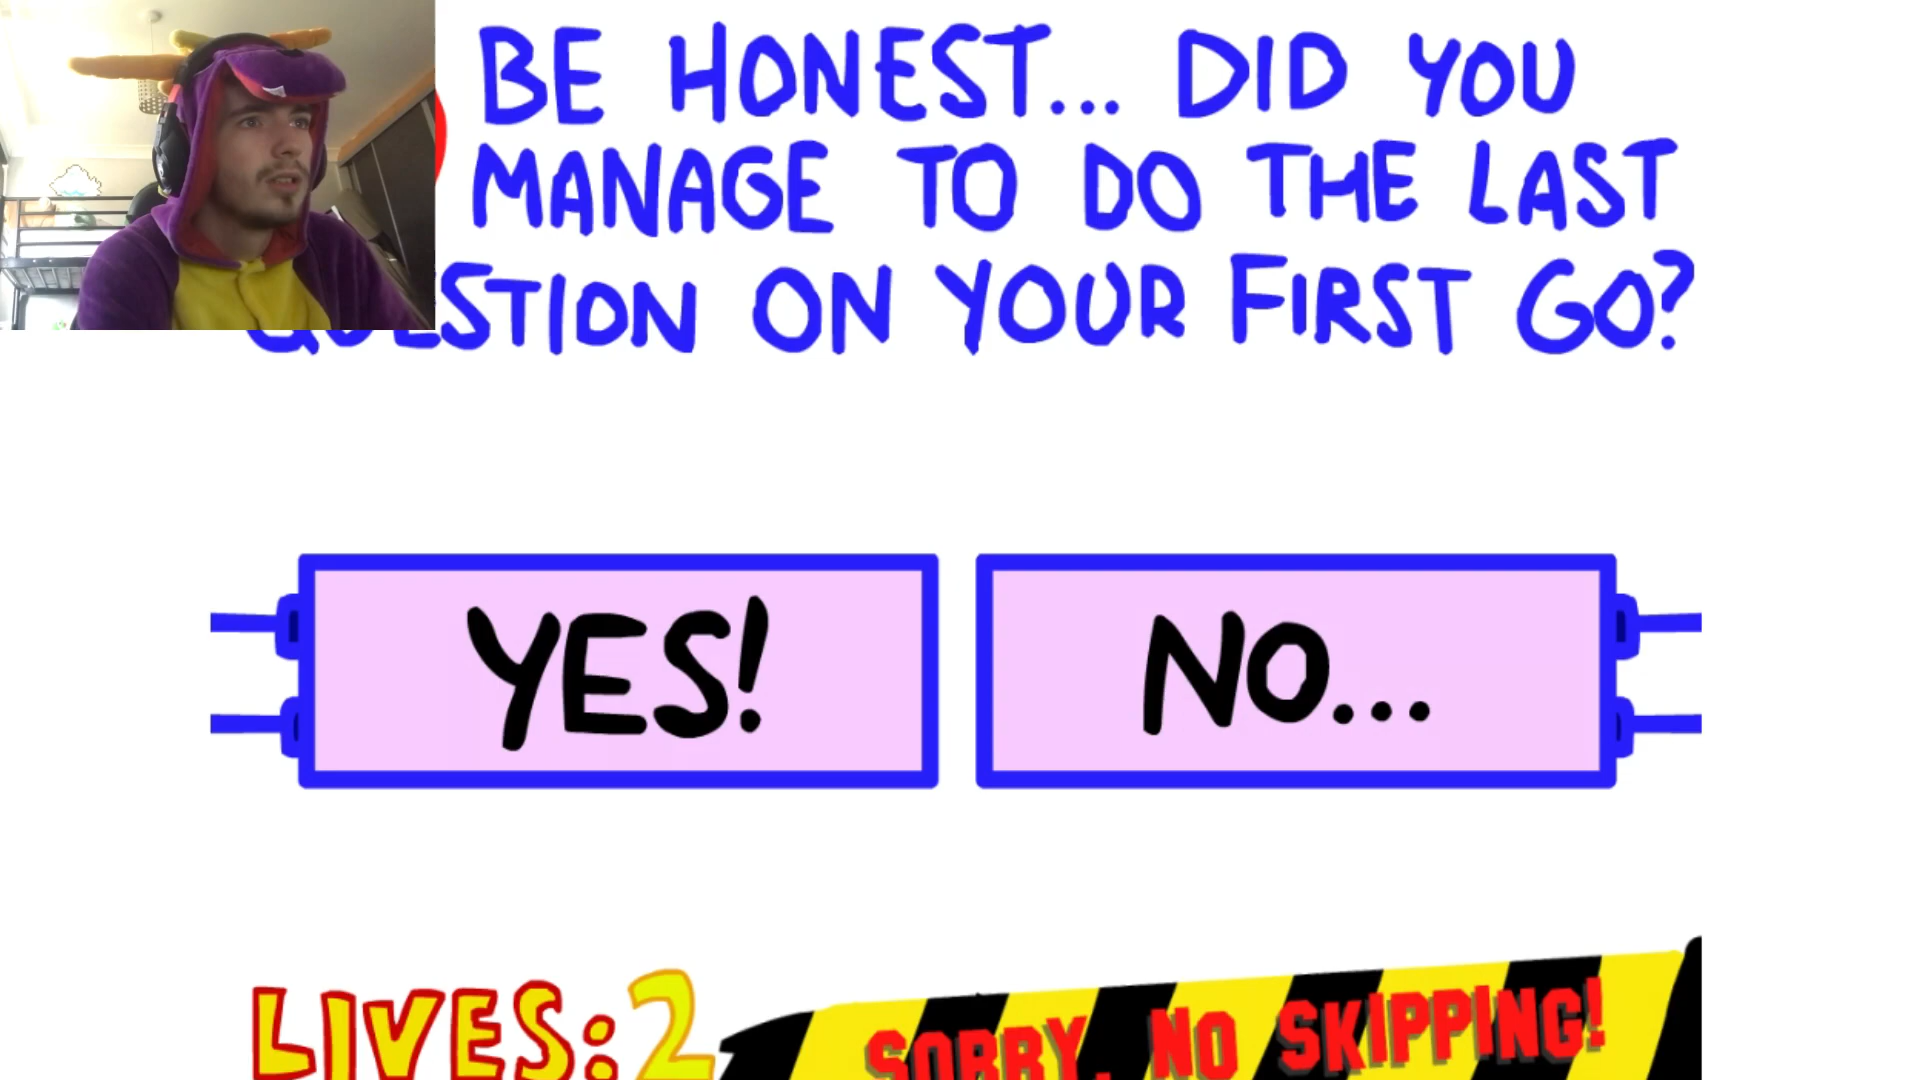 BE HONEST... DID YOU
MANAGE TO DO THE LAST
QUESTION ON YOUR FIRST GO?
YES!
NO...
LIVES:2
SORRY, NO SKIPPING!